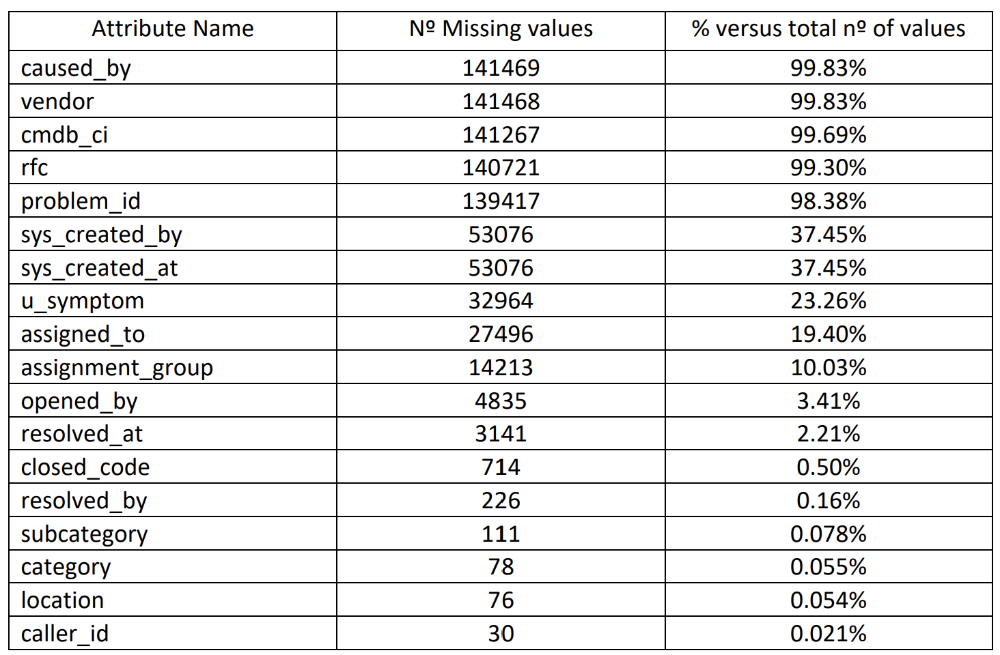 Attribute Name Nº Missing values % versus total nº of values
caused_by 141469 99.83%
vendor 141468 99.83%
cmdb_ci 141267 99.69%
rfc 140721 99.30%
problem_id 139417 98.38%
sys_created_by 53076 37.45%
sys_created_at 53076 37.45%
u_symptom 32964 23.26%
assigned_to 27496 19.40%
assignment_group 14213 10.03%
opened_by 4835 3.41%
resolved_at 3141 2.21%
closed_code 714 0.50%
resolved_by 226 0.16%
subcategory 111 0.078%
category 78 0.055%
location 76 0.054%
caller_id 30 0.021%